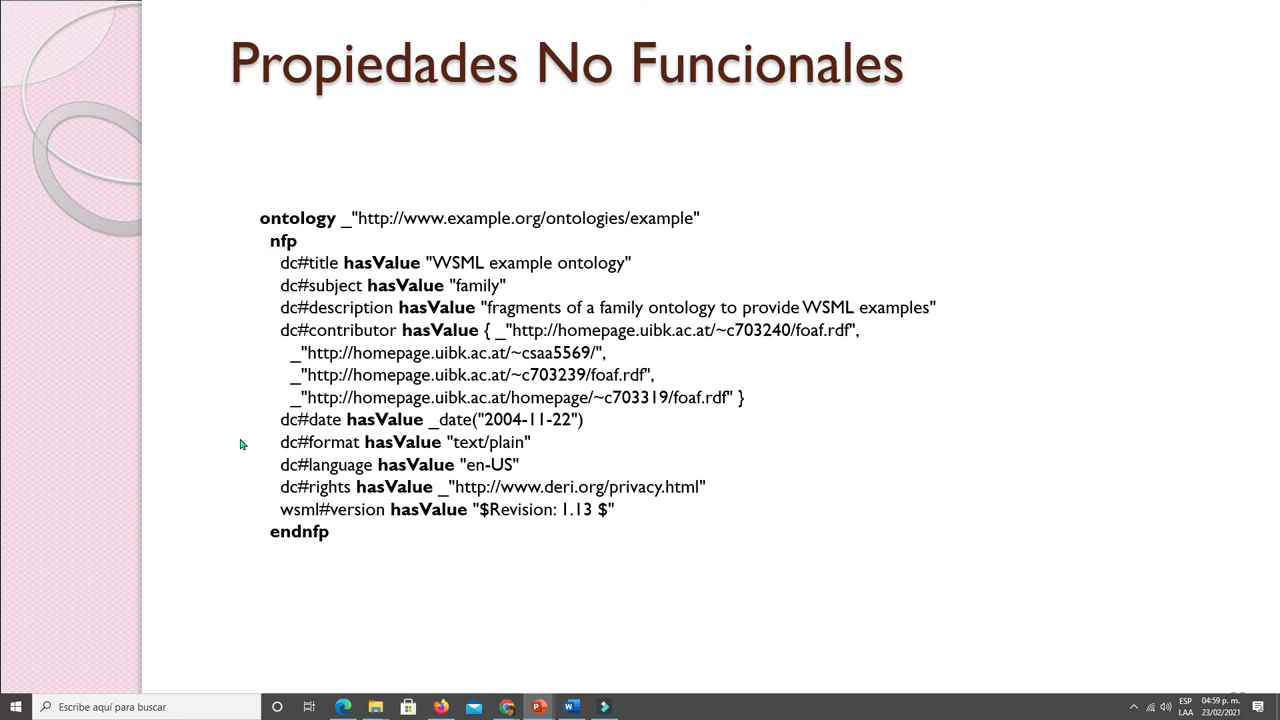 Propiedades No Funcionales
ontology _"http://www.example.org/ontologies/example"
nfp
dc#title hasValue "WSML example ontology"
dc#subject hasValue "family"
dc#description hasValue "fragments of a family ontology to provide WSML examples"
dc#contributor hasValue { _"http://homepage.uibk.ac.at/~c703240/foaf.rdf",
_"http://homepage.uibk.ac.at/~csaa5569/",
_"http://homepage.uibk.ac.at/~c703239/foaf.rdf",
_"http://homepage.uibk.ac.at/homepage/~c703319/foaf.rdf" }
dc#date hasValue _date("2004-11-22")
dc#format hasValue "text/plain"
dc#language hasValue "en-US"
dc#rights hasValue _"http://www.deri.org/privacy.html"
wsml#version hasValue "$Revision: 1.13 $"
endnfp
Escribe aquí para buscar
ESP
LAA
04:59 p. m.
23/02/2021